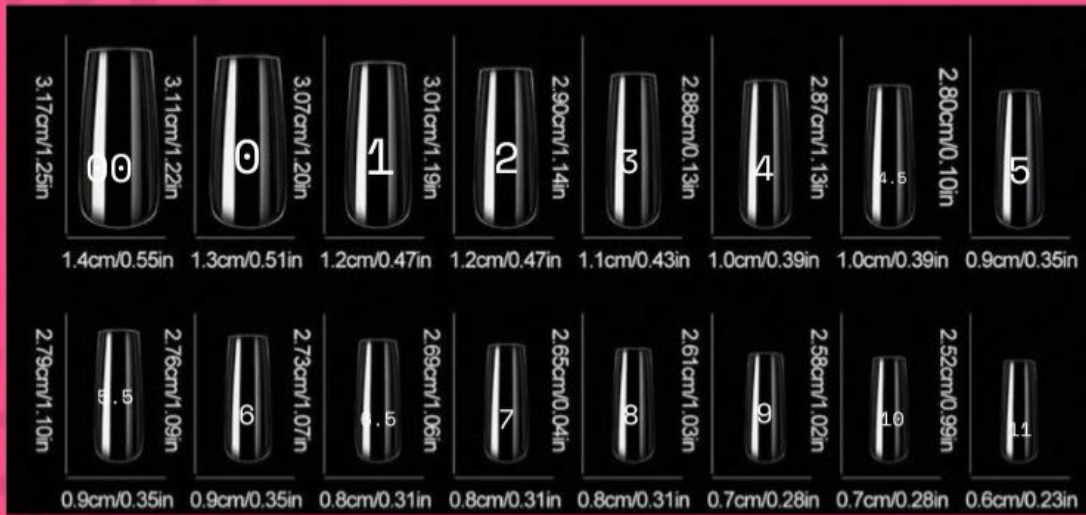 3.17cm/1.25in 3.11cm/1.22in 3.07cm/1.20in 3.01cm/1.19in 2.90cm/1.14in 2.88cm/0.13in 2.87cm/1.13in 2.80cm/0.10in
00 0 1 2 3 4 4.5 5
1.4cm/0.55in 1.3cm/0.51in 1.2cm/0.47in 1.2cm/0.47in 1.1cm/0.43in 1.0cm/0.39in 1.0cm/0.39in 0.9cm/0.35in
2.79cm/1.10in 2.76cm/1.09in 2.73cm/1.07in 2.69cm/1.06in 2.65cm/0.04in 2.61cm/1.03in 2.58cm/1.02in 2.52cm/0.99in
5.5 6 6.5 7 8 9 10 11
0.9cm/0.35in 0.9cm/0.35in 0.8cm/0.31in 0.8cm/0.31in 0.8cm/0.31in 0.7cm/0.28in 0.7cm/0.28in 0.6cm/0.23in